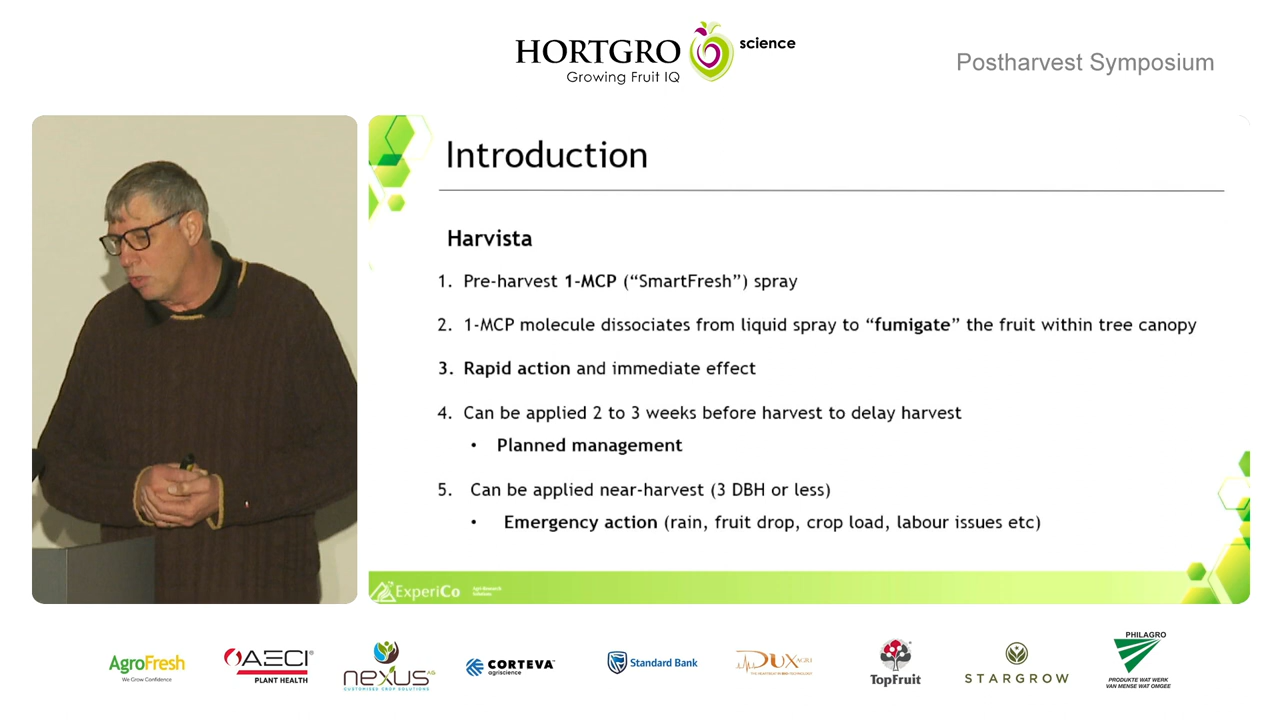 HORTGRO science
Growing Fruit IQ
Postharvest Symposium
Introduction
Harvista
1. Pre-harvest 1-MCP (“SmartFresh”) spray
2. 1-MCP molecule dissociates from liquid spray to “fumigate” the fruit within tree canopy
3. Rapid action and immediate effect
4. Can be applied 2 to 3 weeks before harvest to delay harvest
• Planned management
5. Can be applied near-harvest (3 DBH or less)
• Emergency action (rain, fruit drop, crop load, labour issues etc)
ExperiCo Agri-Research Solutions
AgroFresh
We Grow Confidence
AECI®
PLANT HEALTH
nexus AG
CUSTOMISED CROP SOLUTIONS
CORTEVA™
agriscience
Standard Bank
DUX AGRI
TopFruit
STARGROW
PHILAGRO
PRODUKTE WAT WERK
VAN MENSE WAT OMGEE